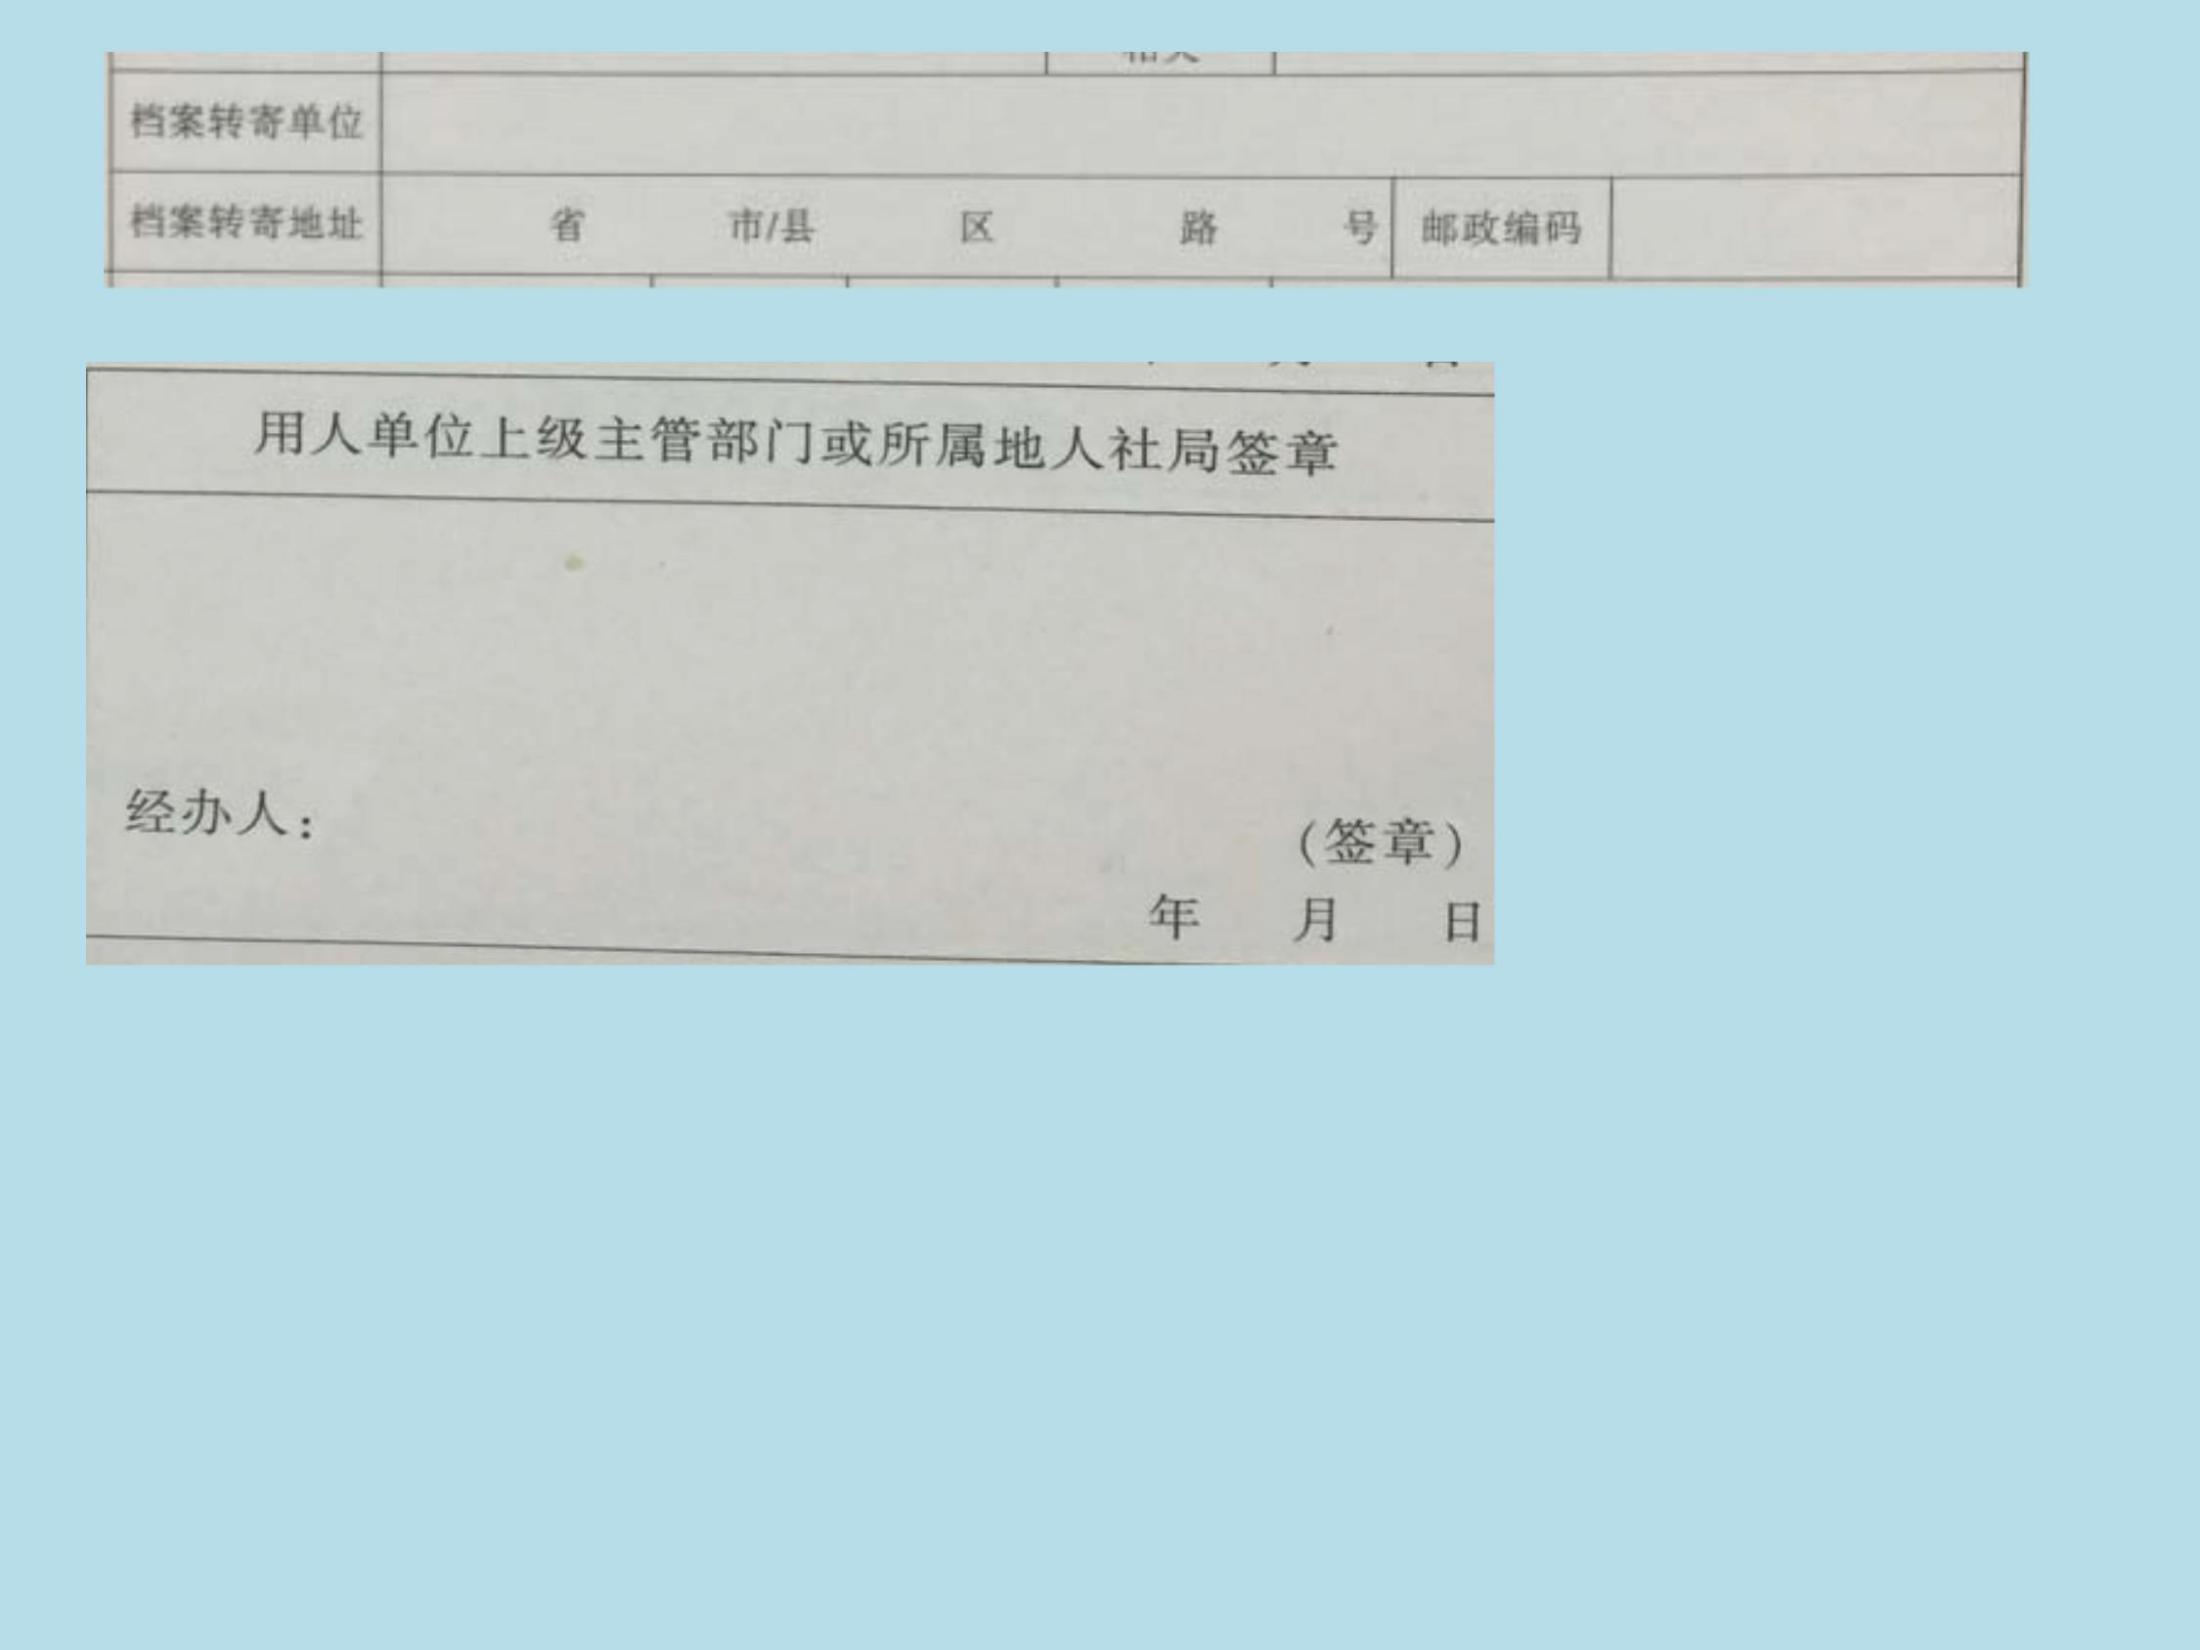 档案转寄单位
档案转寄地址 省 市/县 区 路 号 邮政编码
用人单位上级主管部门或所属地人社局签章
经办人：
（签章）
年 月 日